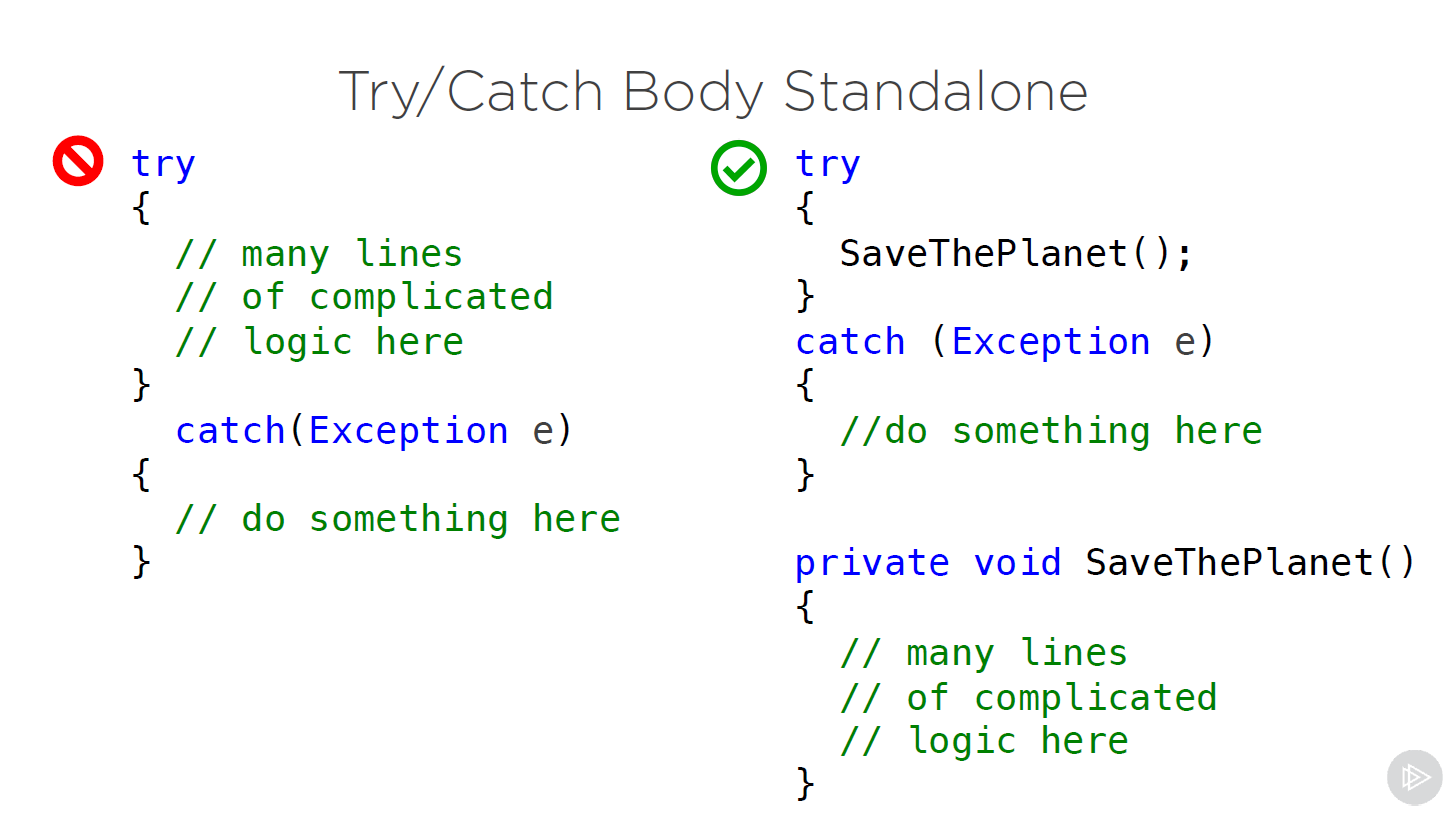 Try/Catch Body Standalone
try
{
  // many lines
  // of complicated
  // logic here
}
  catch(Exception e)
{
  // do something here
}
try
{
  SaveThePlanet();
}
catch (Exception e)
{
  //do something here
}
private void SaveThePlanet()
{
  // many lines
  // of complicated
  // logic here
}